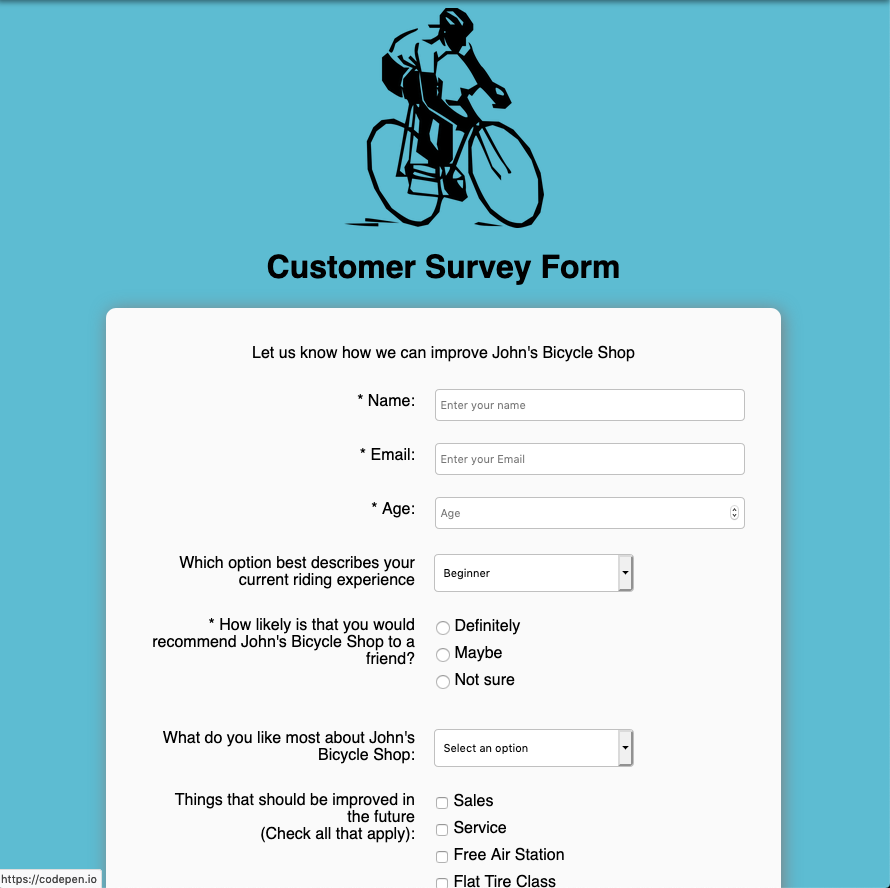 Customer Survey Form
Let us know how we can improve John's Bicycle Shop
* Name:
Enter your name
* Email:
Enter your Email
* Age:
Age
Which option best describes your
current riding experience
Beginner
* How likely is that you would
recommend John's Bicycle Shop to a
friend?
Definitely
Maybe
Not sure
What do you like most about John's
Bicycle Shop:
Select an option
Things that should be improved in
the future
(Check all that apply):
Sales
Service
Free Air Station
Flat Tire Class
https://codepen.io